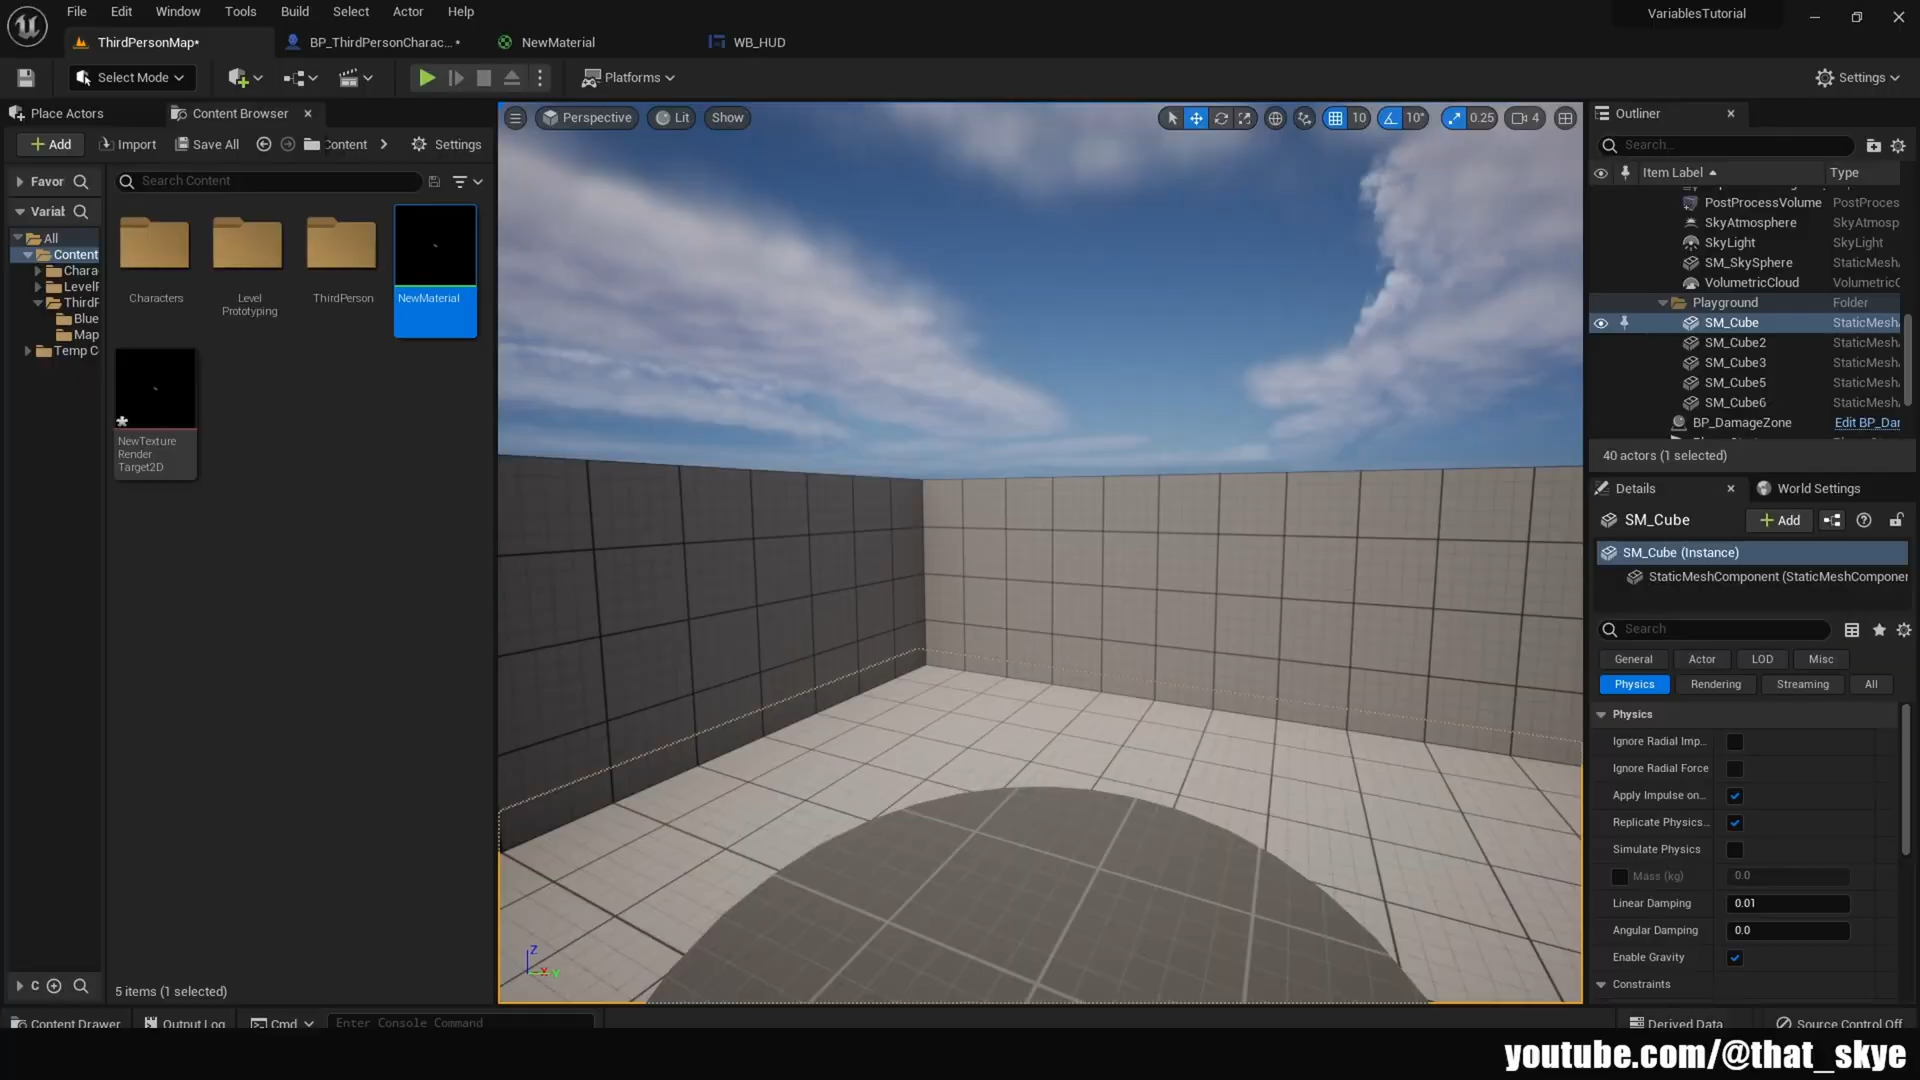 File Edit Window Tools Build Select Actor Help
VariablesTutorial
ThirdPersonMap*
BP_ThirdPersonCharac... *
NewMaterial
WB_HUD
Select Mode
Platforms
Settings
Place Actors
Content Browser
Add
Import
Save All
Content
Settings
Favor
Search Content
Variab
All
Content
Charac
LevelP
ThirdP
Blue
Map
Temp C
Characters
Level
Prototyping
ThirdPerson
NewMaterial
NewTexture
Render
Target2D
C
5 items (1 selected)
Perspective
Lit
Show
10
10°
0.25
4
Z
X
Y
Outliner
Search...
Item Label
Type
PostProcessVolume
PostProces
SkyAtmosphere
SkyAtmosp
SkyLight
SkyLight
SM_SkySphere
StaticMesh
VolumetricCloud
VolumetricC
Playground
Folder
SM_Cube
StaticMesh
SM_Cube2
StaticMesh
SM_Cube3
StaticMesh
SM_Cube5
StaticMesh
SM_Cube6
StaticMesh
BP_DamageZone
Edit BP_Dar
40 actors (1 selected)
Details
World Settings
SM_Cube
Add
SM_Cube (Instance)
StaticMeshComponent (StaticMeshComponer
Search
General
Actor
LOD
Misc
Physics
Rendering
Streaming
All
Physics
Ignore Radial Imp...
Ignore Radial Force
Apply Impulse on...
Replicate Physics...
Simulate Physics
Mass (kg)
0.0
Linear Damping
0.01
Angular Damping
0.0
Enable Gravity
Constraints
Content Drawer
Output Log
Cmd
Enter Console Command
Derived Data
Source Control Off
youtube.com/@that_skye